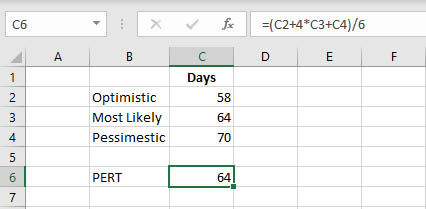 C6 fx =(C2+4*C3+C4)/6
A B C D E F
1 Days
2 Optimistic 58
3 Most Likely 64
4 Pessimestic 70
5
6 PERT 64
7